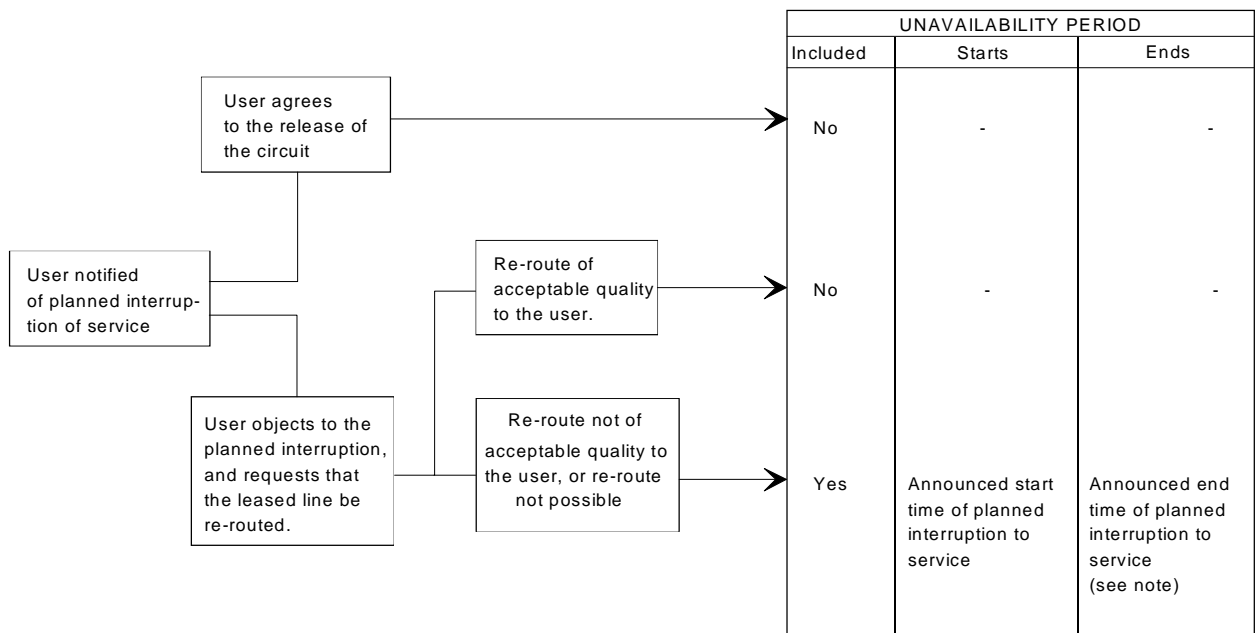 UNAVAILABILITY PERIOD
Included Starts Ends
User agrees
to the release of
the circuit
No - -
User notified
of planned interrup-
tion of service
Re-route of
acceptable quality
to the user.
No - -
User objects to the
planned interruption,
and requests that
the leased line be
re-routed.
Re-route not of
acceptable quality to
the user, or re-route
not possible
Yes
Announced start
time of planned
interruption to
service
Announced end
time of planned
interruption to
service
(see note)